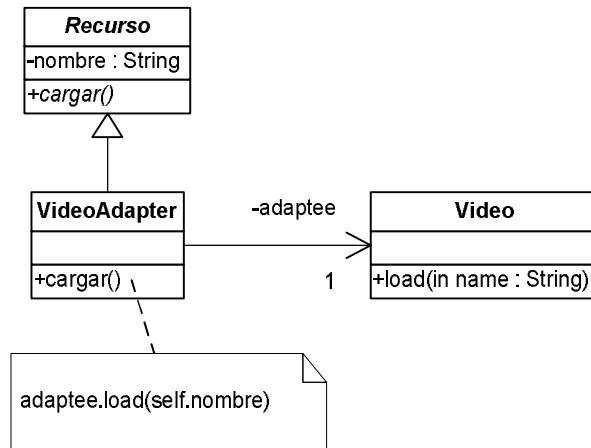 Recurso
-nombre : String
+cargar()
VideoAdapter
+cargar()
-adaptee
1
Video
+load(in name : String)
adaptee.load(self.nombre)